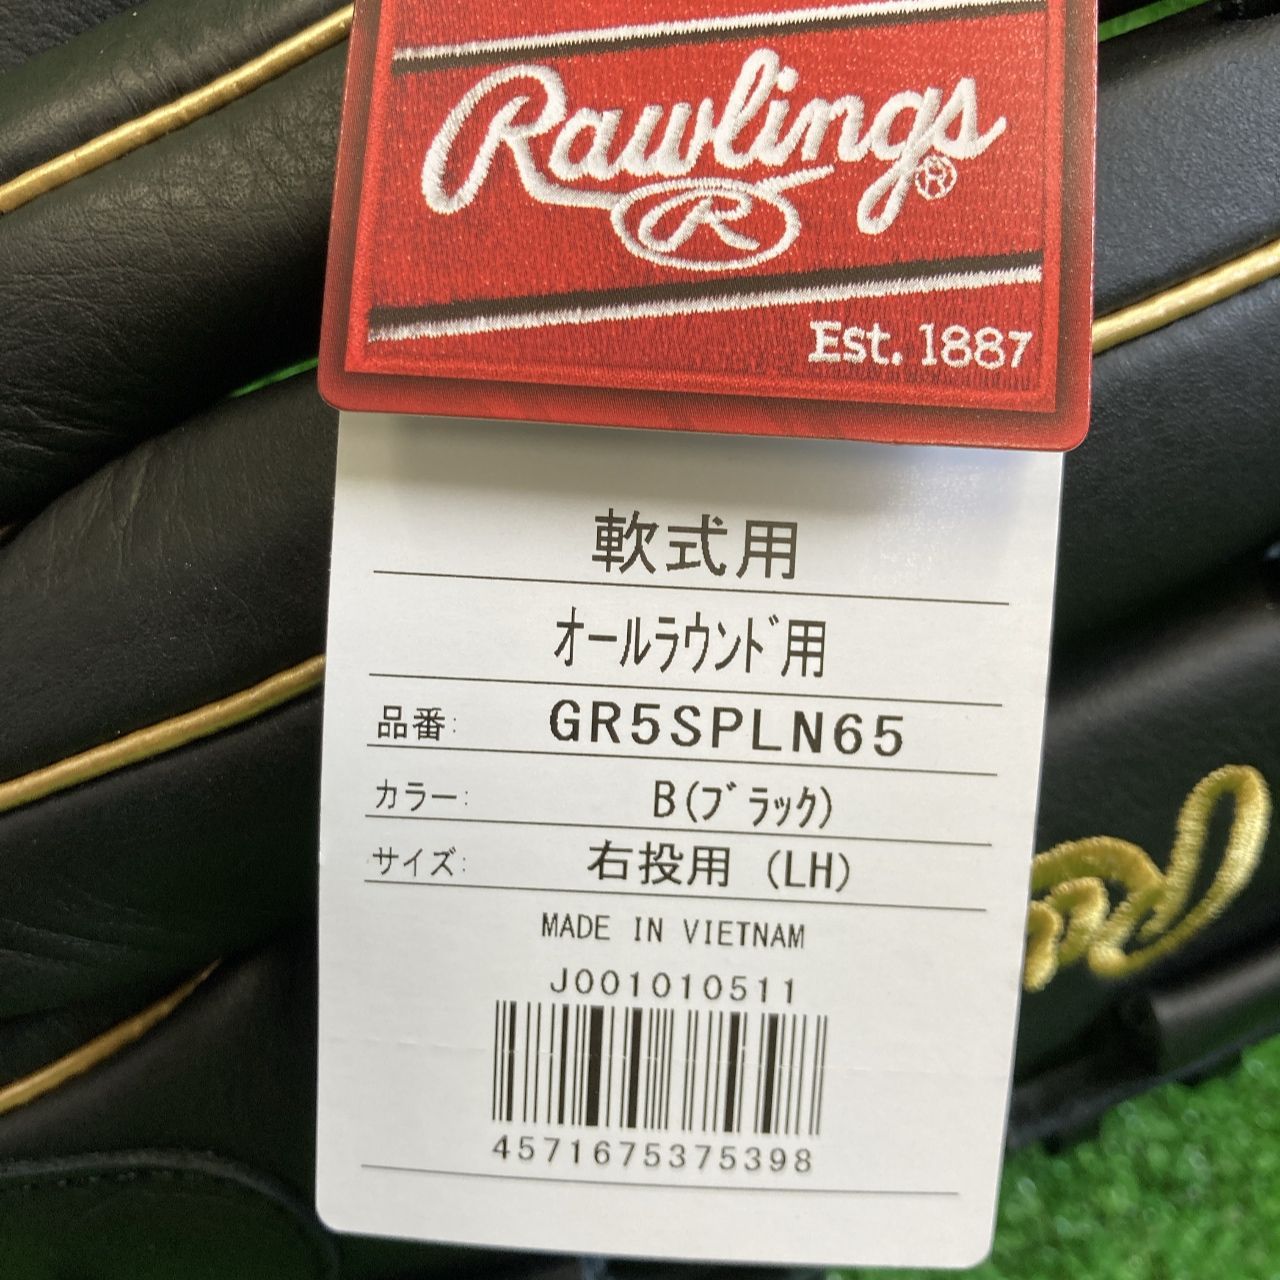 Rawlings
R
Est. 1887
軟式用
オールラウンド用
品番: GR5SPLN65
カラー: B(ブラック)
サイズ: 右投用 (LH)
MADE IN VIETNAM
J001010511
4571675375398